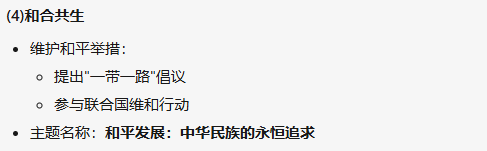 (4)和合共生
维护和平举措：
提出"一带一路"倡议
参与联合国维和行动
主题名称：和平发展：中华民族的永恒追求